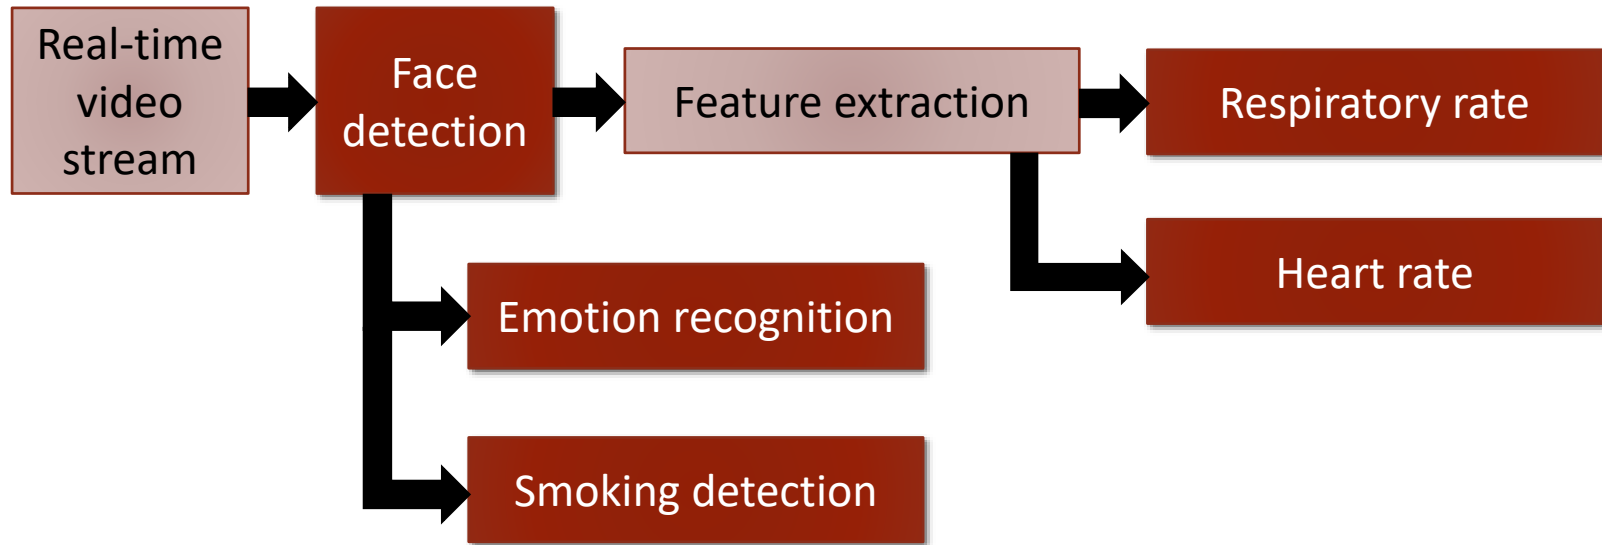 Real-time
video
stream
Face
detection
Feature extraction
Respiratory rate
Heart rate
Emotion recognition
Smoking detection